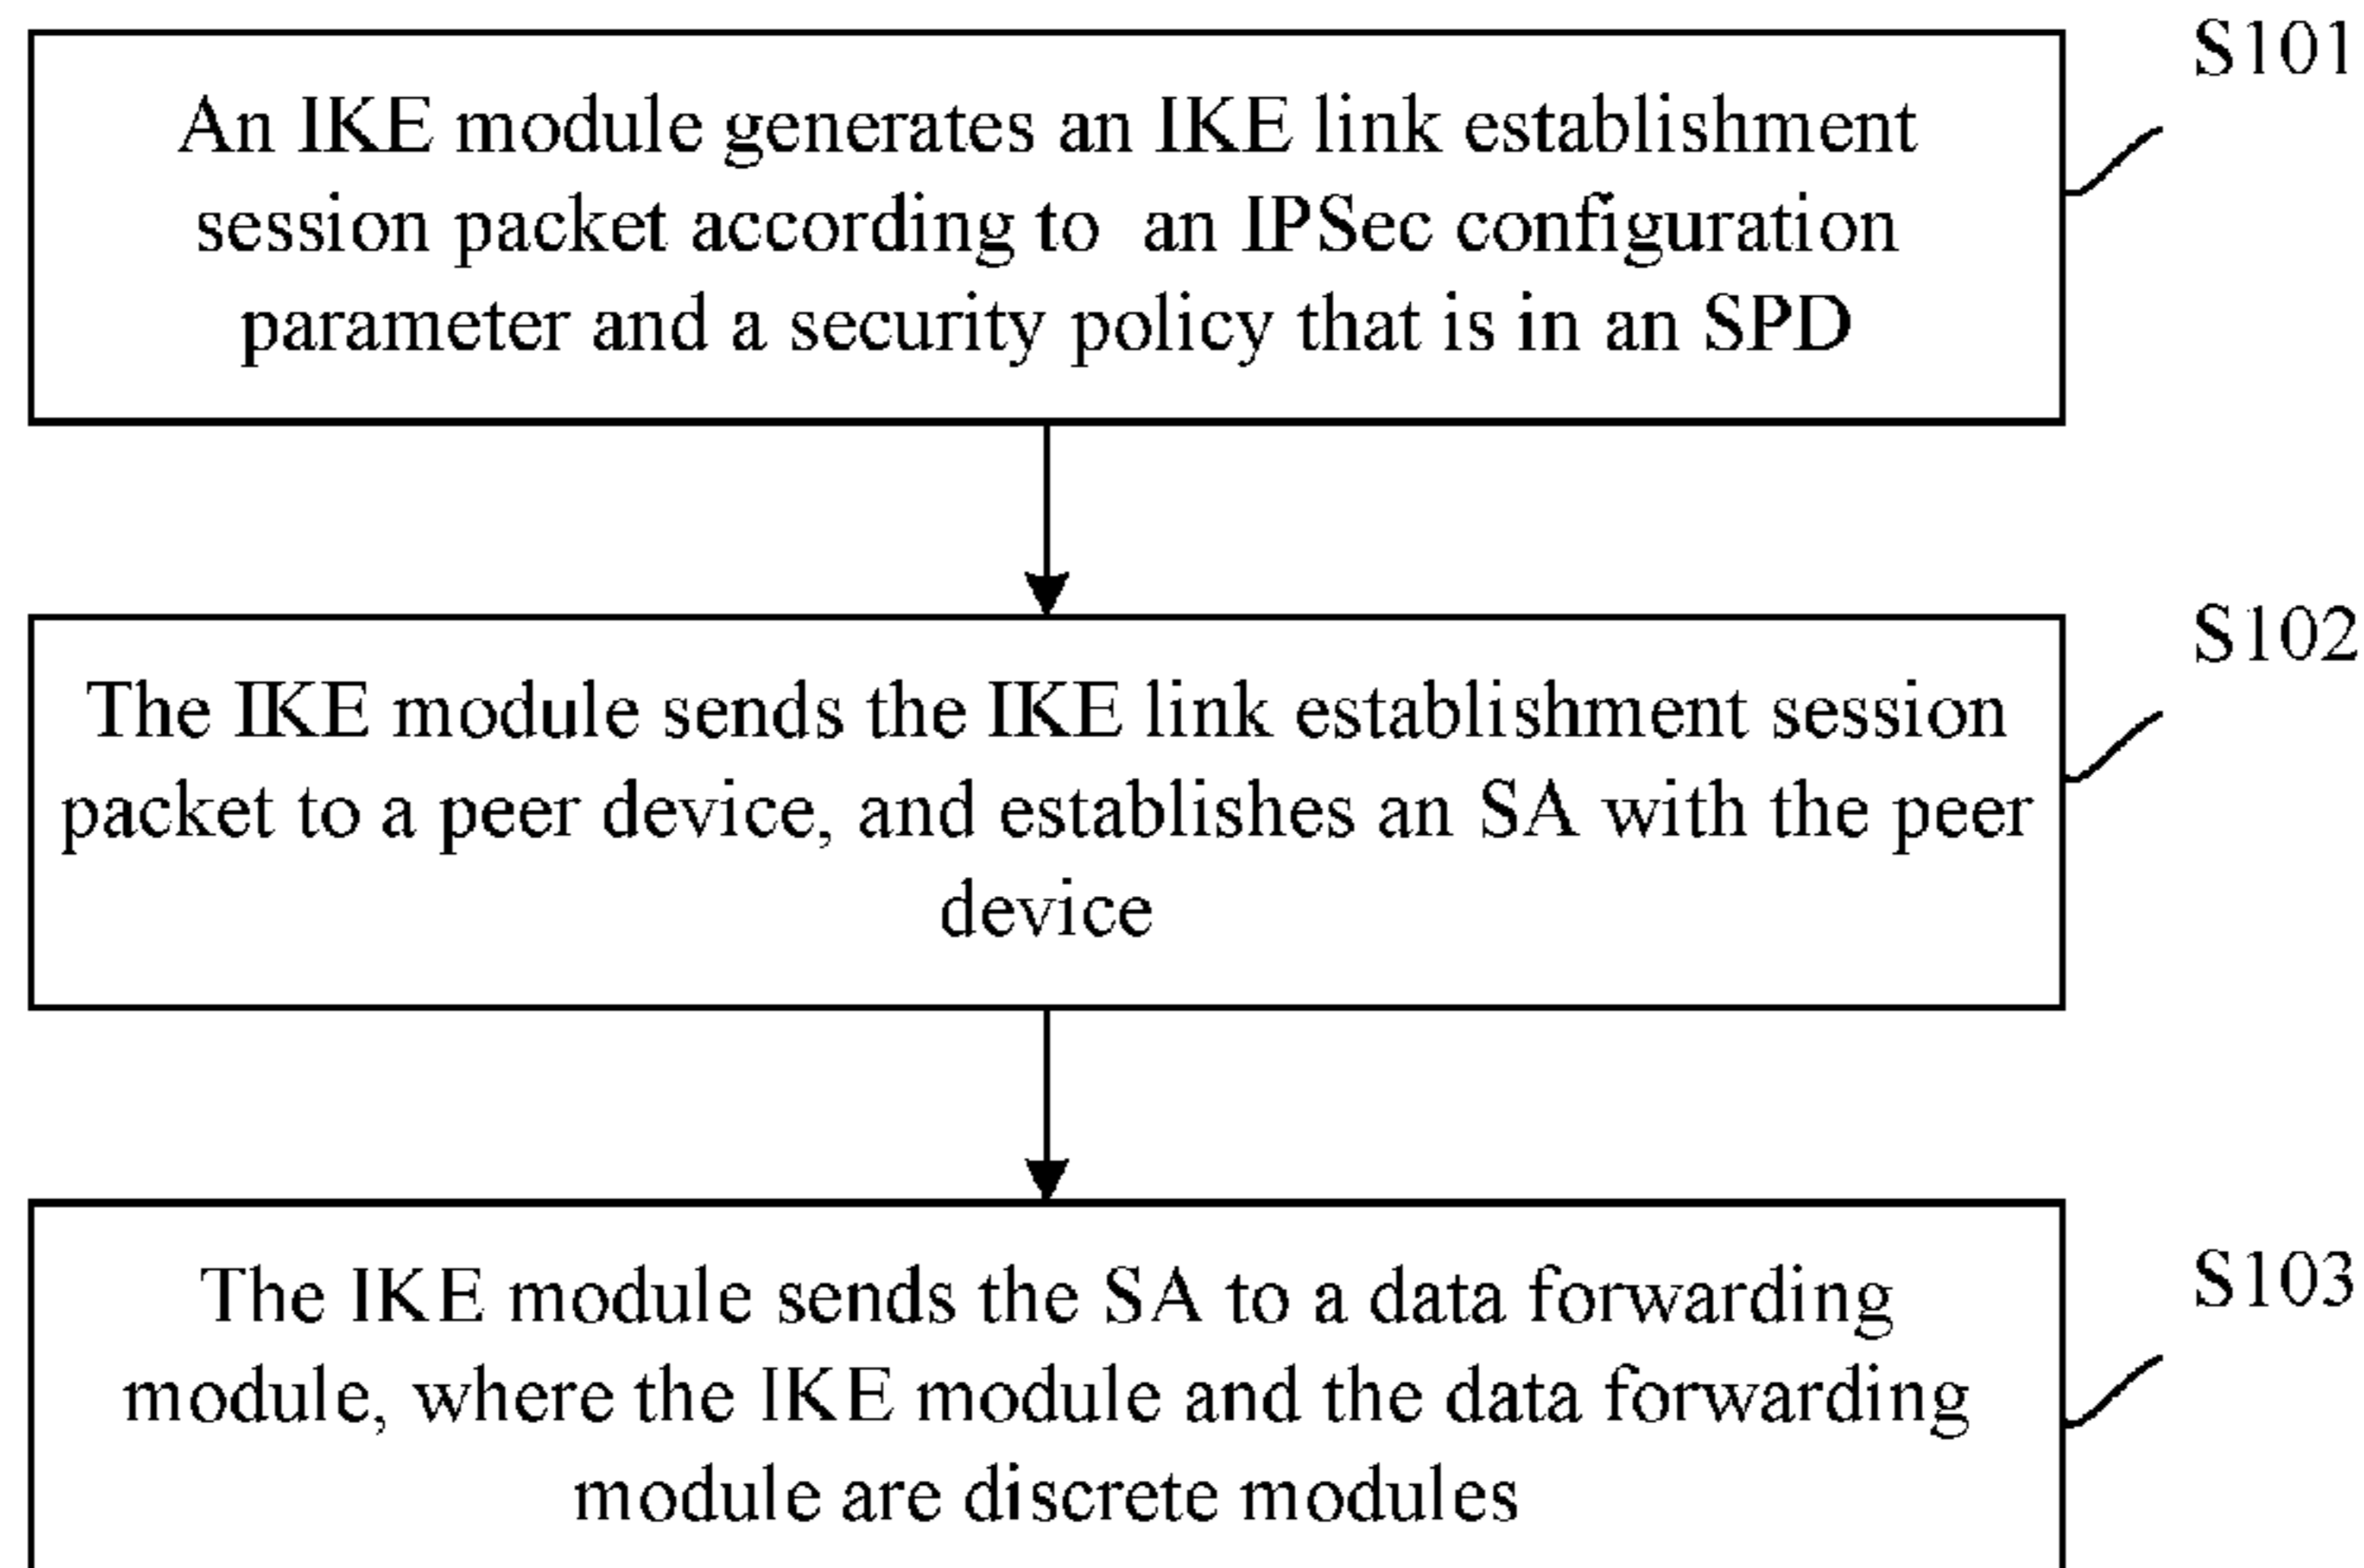 S101
An IKE module generates an IKE link establishment
session packet according to an IPSec configuration
parameter and a security policy that is in an SPD
S102
The IKE module sends the IKE link establishment session
packet to a peer device, and establishes an SA with the peer
device
S103
The IKE module sends the SA to a data forwarding
module, where the IKE module and the data forwarding
module are discrete modules